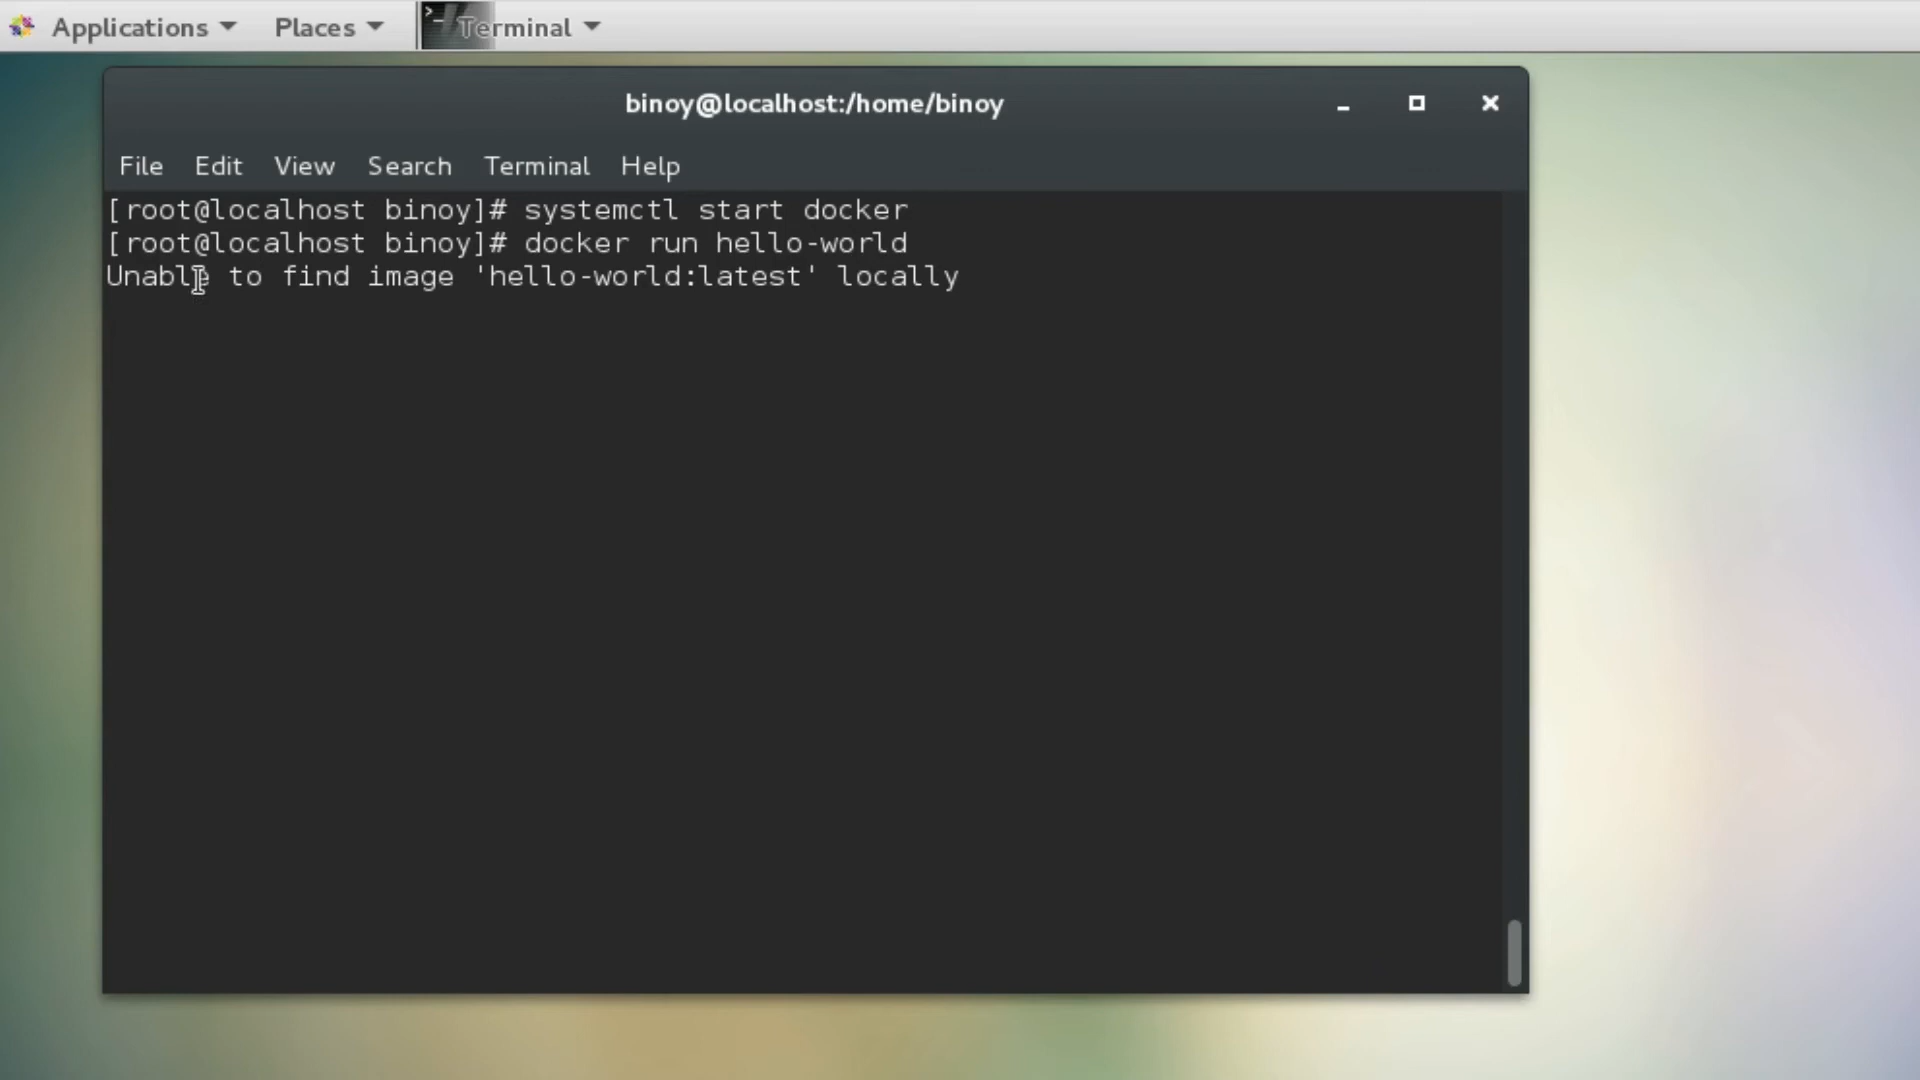 Applications Places Terminal
binoy@localhost:/home/binoy
File Edit View Search Terminal Help
[root@localhost binoy]# systemctl start docker
[root@localhost binoy]# docker run hello-world
Unable to find image 'hello-world:latest' locally